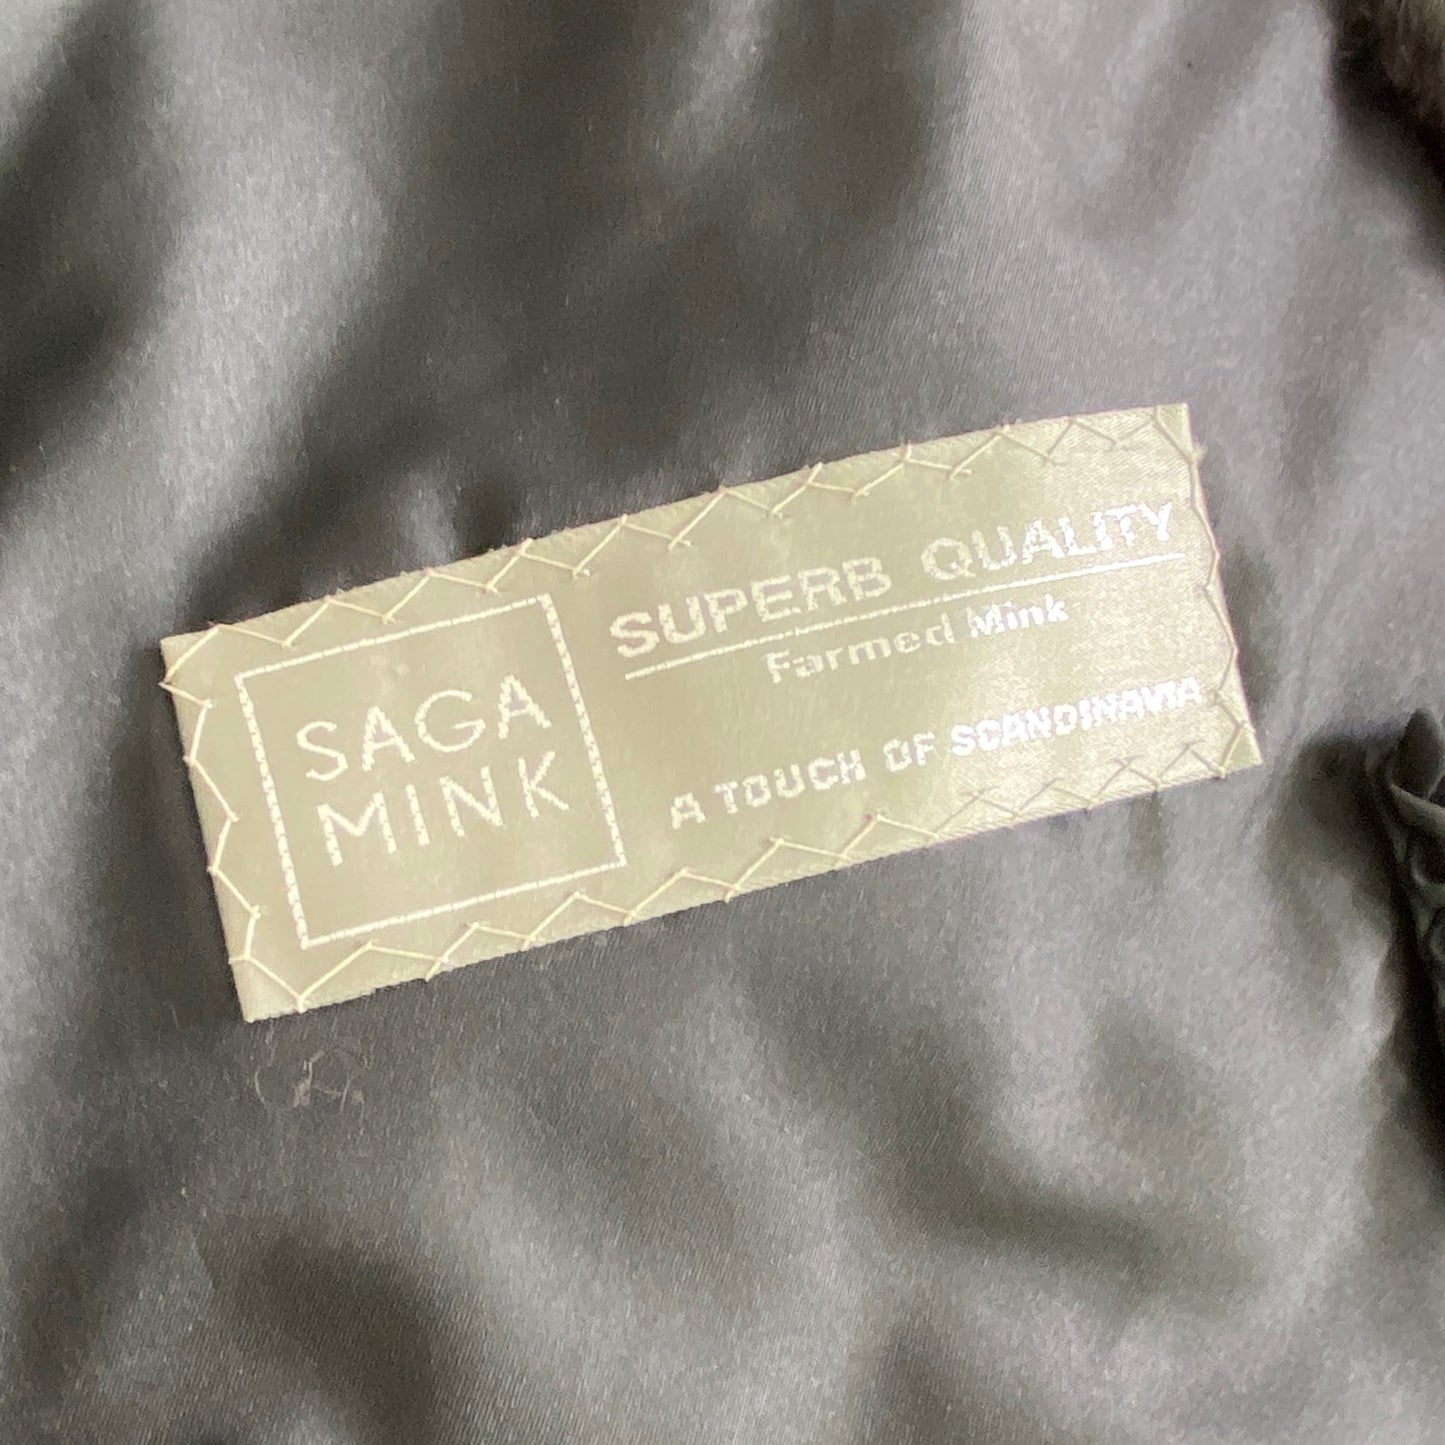 SAGA
MINK
SUPERB QUALITY
Farmed Mink
A TOUCH OF SCANDINAVIA